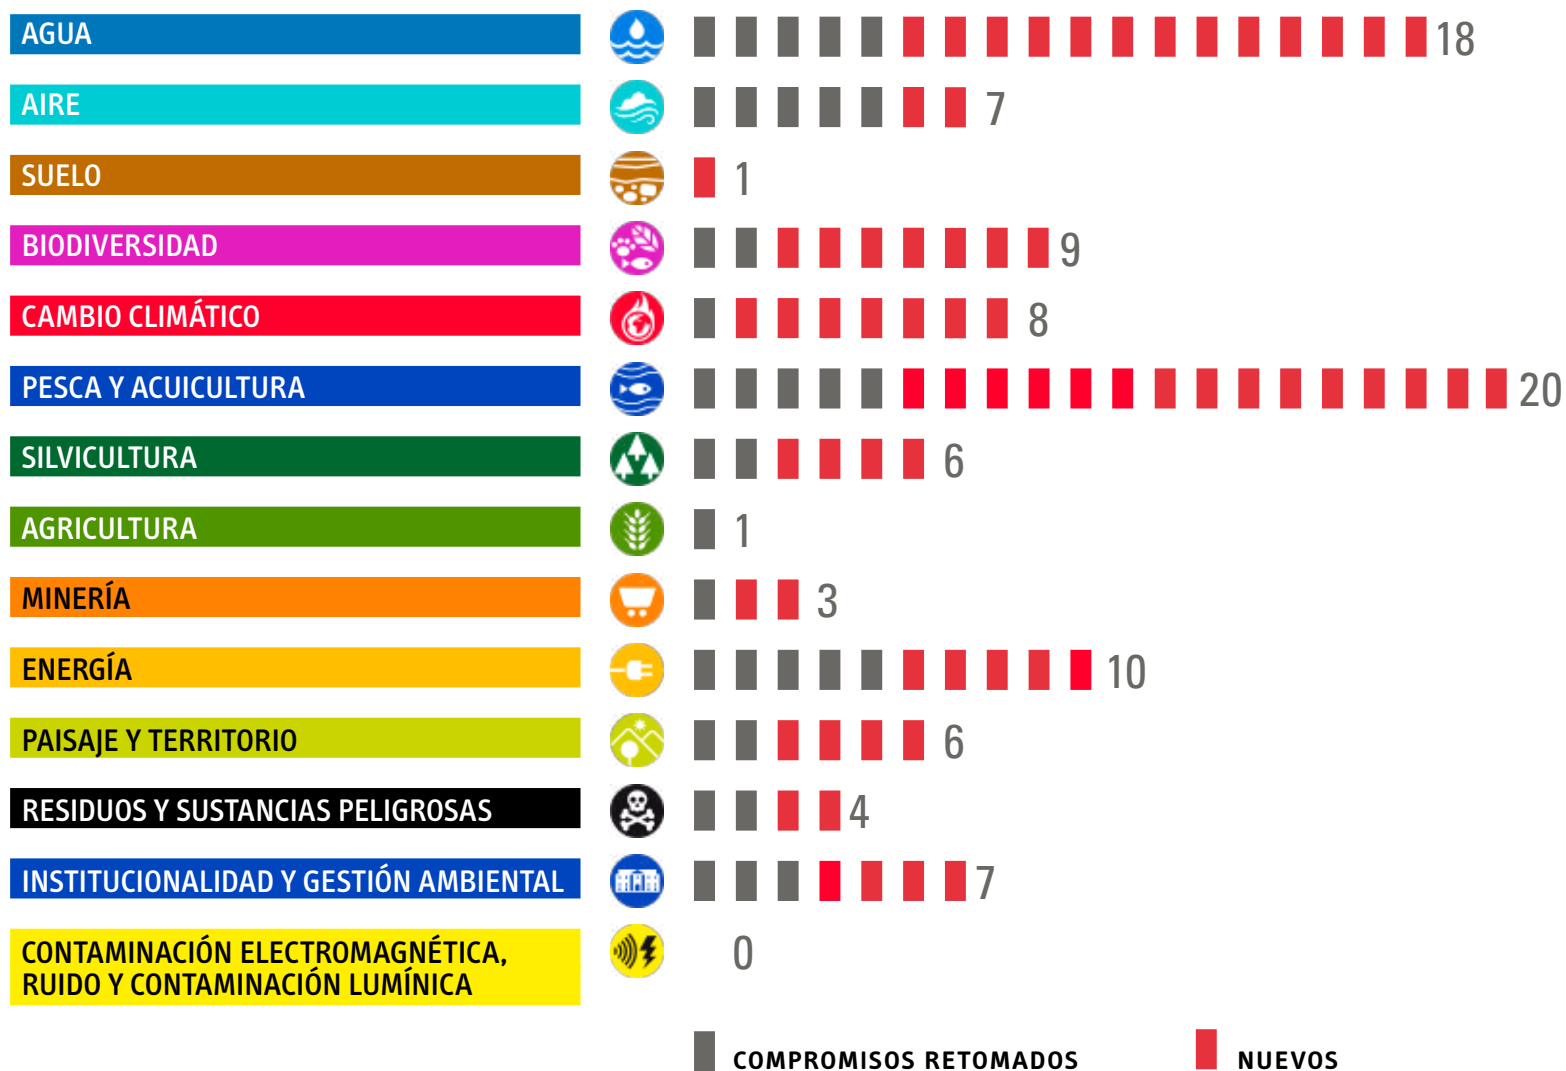 AGUA 18
AIRE 7
SUELO 1
BIODIVERSIDAD 9
CAMBIO CLIMÁTICO 8
PESCA Y ACUICULTURA 20
SILVICULTURA 6
AGRICULTURA 1
MINERÍA 3
ENERGÍA 10
PAISAJE Y TERRITORIO 6
RESIDUOS Y SUSTANCIAS PELIGROSAS 4
INSTITUCIONALIDAD Y GESTIÓN AMBIENTAL 7
CONTAMINACIÓN ELECTROMAGNÉTICA, 0
RUIDO Y CONTAMINACIÓN LUMÍNICA
COMPROMISOS RETOMADOS NUEVOS